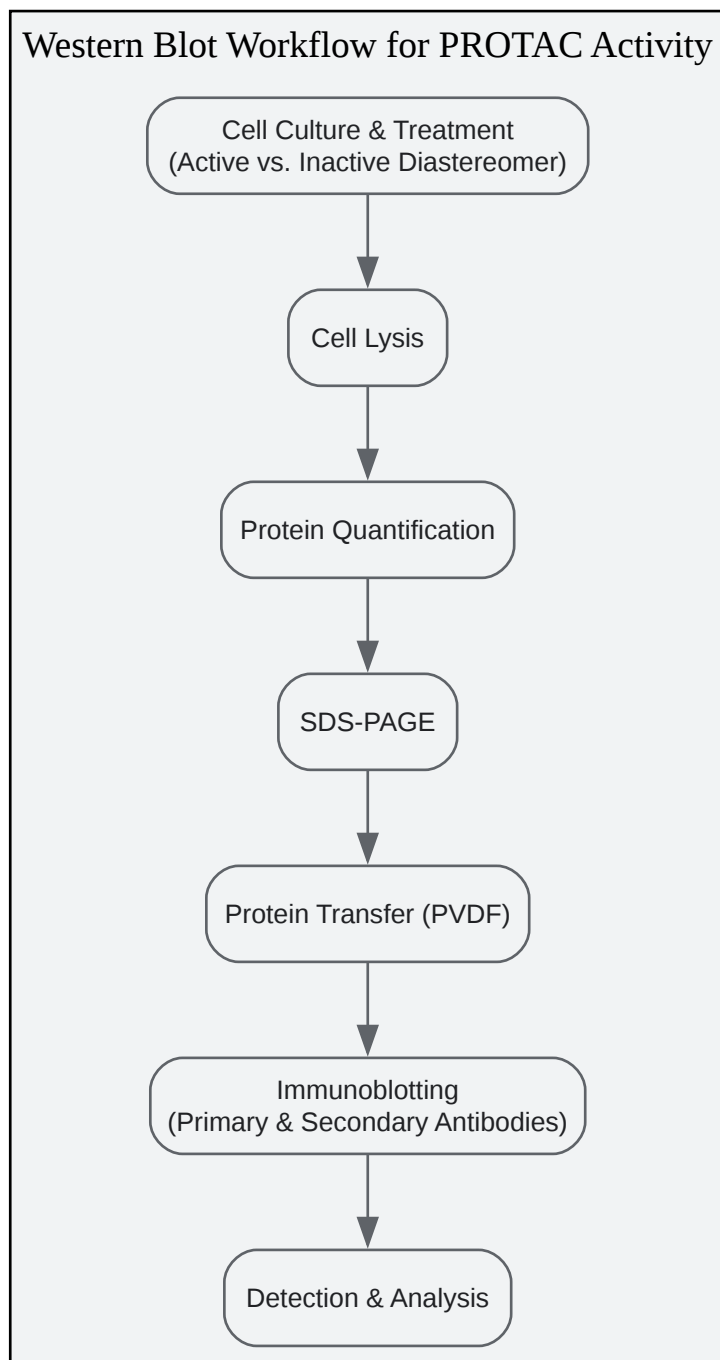 Western Blot Workflow for PROTAC Activity
Cell Culture & Treatment
(Active vs. Inactive Diastereomer)
Cell Lysis
Protein Quantification
SDS-PAGE
Protein Transfer (PVDF)
Immunoblotting
(Primary & Secondary Antibodies)
Detection & Analysis